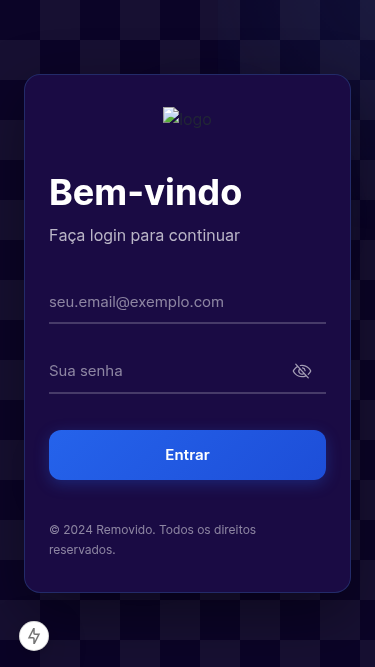 logo
Bem-vindo
Faça login para continuar
seu.email@exemplo.com
Sua senha
Entrar
© 2024 Removido. Todos os direitos
reservados.